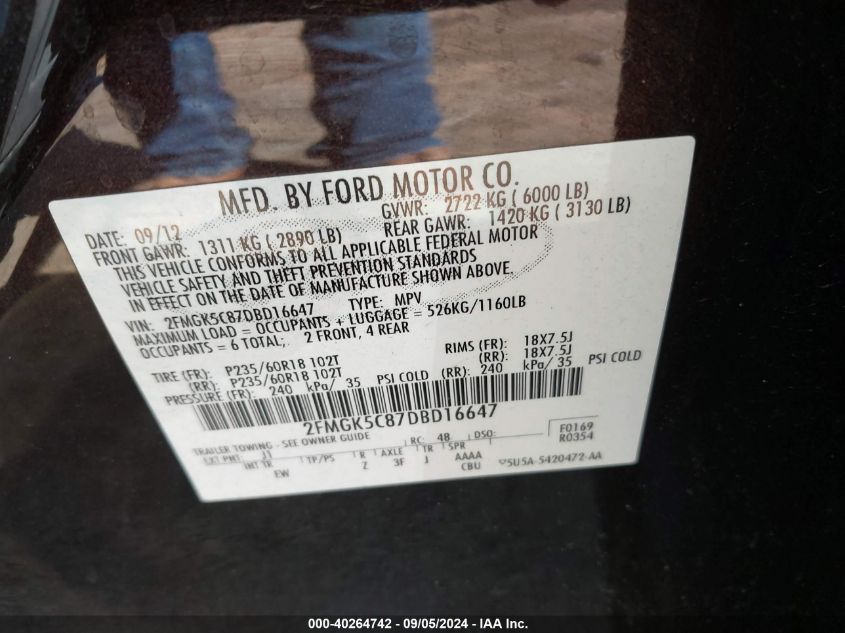 MFD. BY FORD MOTOR CO.
DATE: 09/12 GVWR: 2722 KG ( 6000 LB)
FRONT GAWR: 1311 KG ( 2890 LB) REAR GAWR: 1420 KG ( 3130 LB)
THIS VEHICLE CONFORMS TO ALL APPLICABLE FEDERAL MOTOR
VEHICLE SAFETY AND THEFT PREVENTION STANDARDS
IN EFFECT ON THE DATE OF MANUFACTURE SHOWN ABOVE.
VIN: 2FMGK5C87DBD16647 TYPE: MPV
MAXIMUM LOAD = OCCUPANTS + LUGGAGE = 526KG/1160LB
OCCUPANTS = 6 TOTAL, 2 FRONT, 4 REAR
TIRE (FR): P235/60R18 102T RIMS (FR): 18X7.5J
(RR): P235/60R18 102T (RR): 18X7.5J
PRESSURE (FR): 240 kPa/ 35 PSI COLD (RR): 240 kPa/ 35 PSI COLD
2FMGK5C87DBD16647
TRAILER TOWING - SEE OWNER GUIDE RC: 48 DSO: F0169
R0354
EXT PNT: J1
INT TR TP/PS R AXLE TR SPR
EW Z 3F J AAAA
CBU 5U5A-5420472-AA
000-40264742 - 09/05/2024 - IAA Inc.